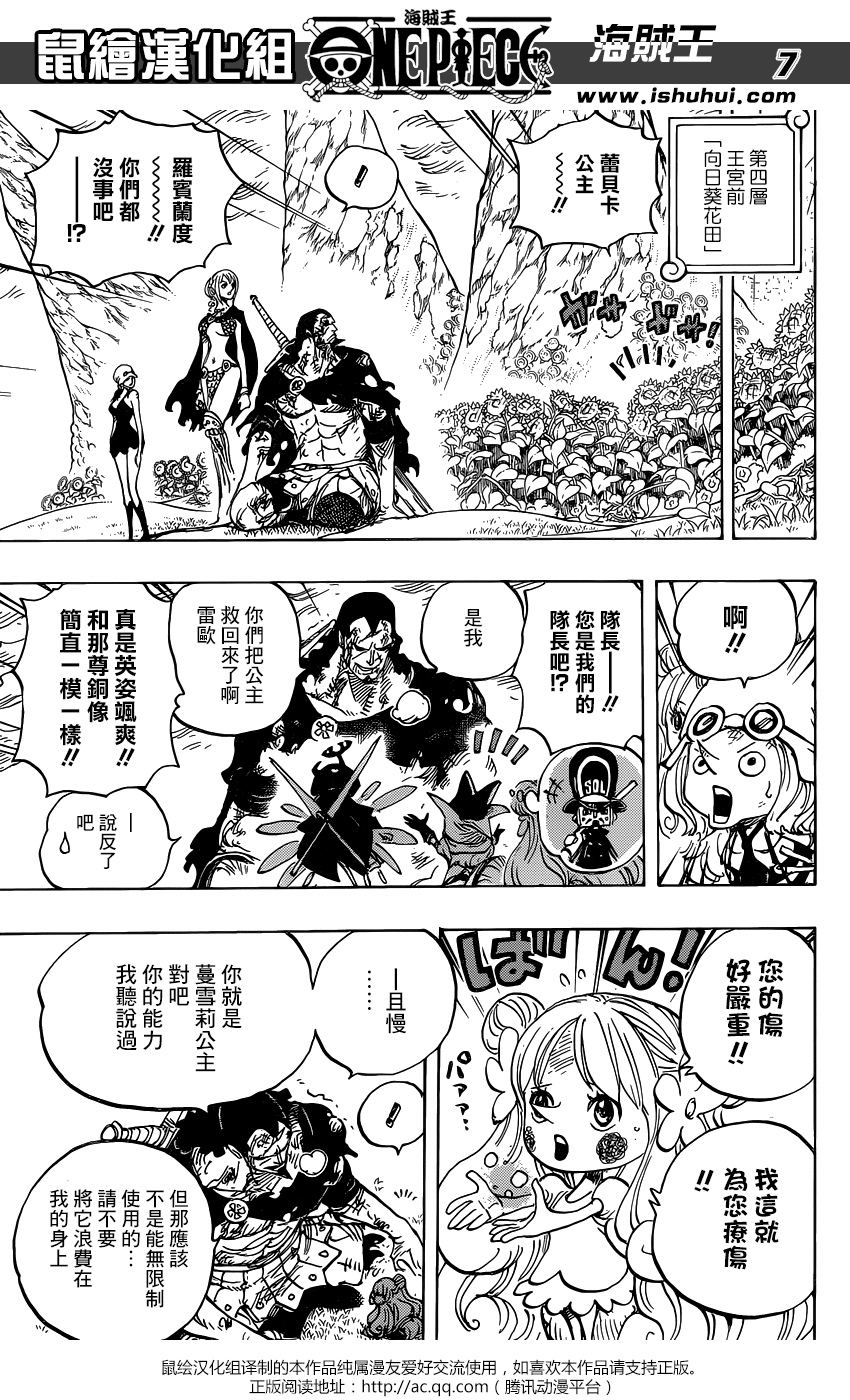 鼠繪漢化組
海賊王
ONE PIECE
海賊王
7
www.ishuhui.com
第四層
王宮前
「向日葵花田」
蕾貝卡
公主
〰〰!!
ガサ
ガサ!
!
羅賓蘭度
〰〰!!
你們都
沒事吧
——!?
啊!!
隊長——!!
您是我們的
隊長吧!?
SOL
是我
你們把公主
救回來了啊
雷歐
真是英姿颯爽!!
和那尊銅像
簡直一模一樣!!
—
說反了
吧
您的傷
好嚴重!!
ばん!
我這就
為您療傷
!!
パァァ…
—且慢
……
!
你就是
蔓雪莉公主
對吧
你的能力
我聽說過
但那應該
不是能無限制
使用的…
請不要
將它浪費在
我的身上
鼠绘汉化组译制的本作品纯属漫友爱好交流使用，如喜欢本作品请支持正版。
正版阅读地址：http://ac.qq.com（腾讯动漫平台）